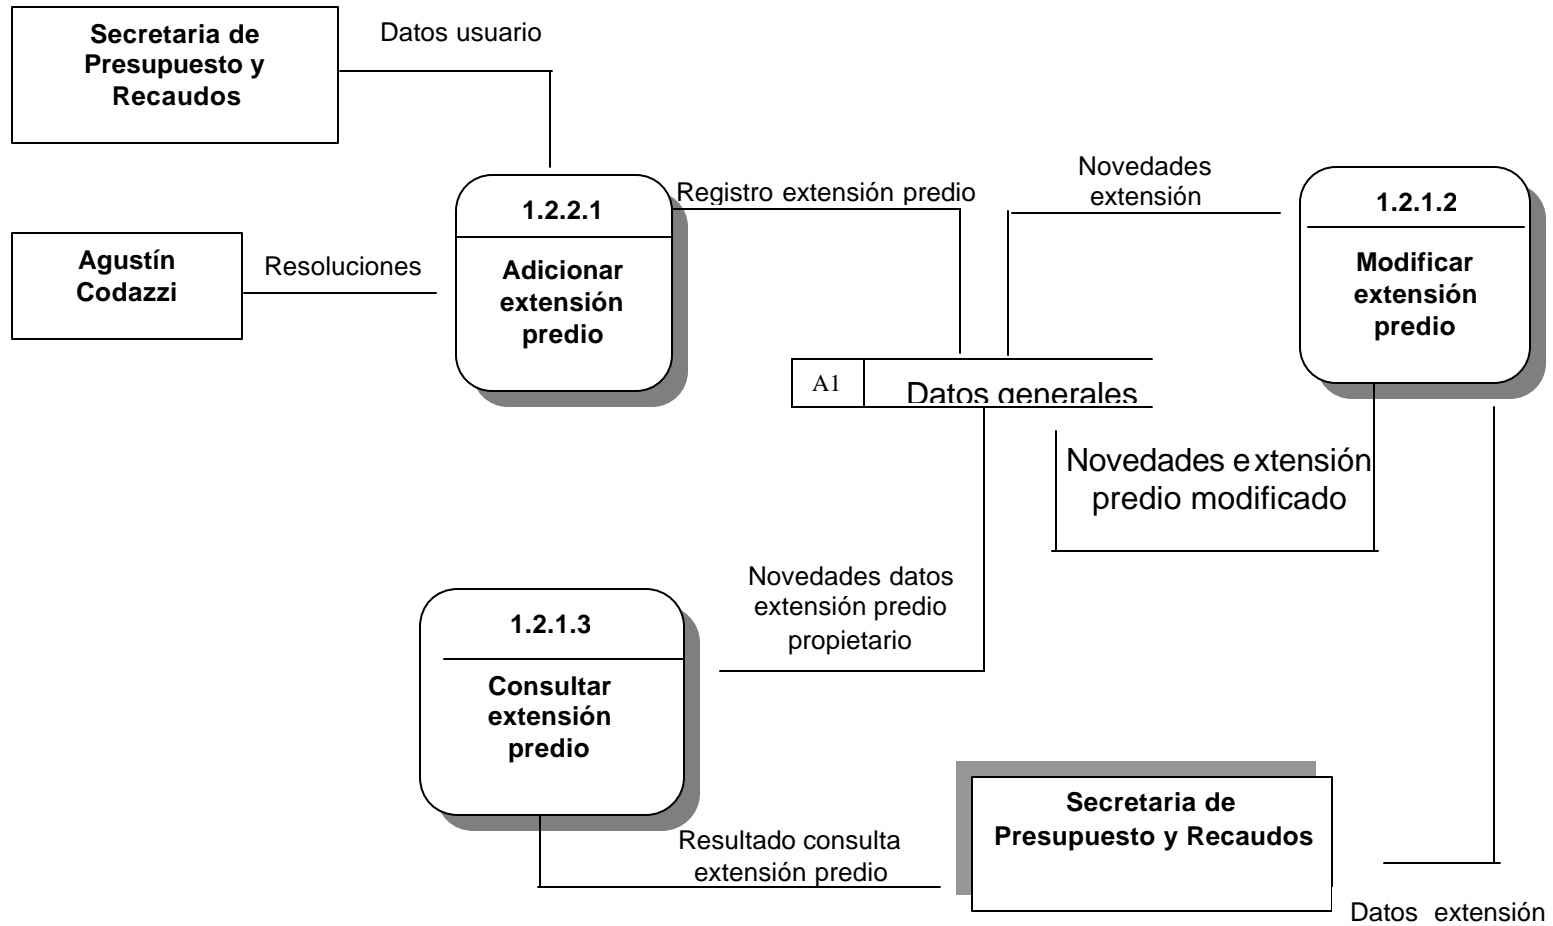 Secretaria de
Presupuesto y
Recaudos
Datos usuario
Agustín
Codazzi
Resoluciones
1.2.2.1
Adicionar
extensión
predio
Registro extensión predio
Novedades
extensión
1.2.1.2
Modificar
extensión
predio
A1
Datos generales
Novedades extensión
predio modificado
Novedades datos
extensión predio
propietario
1.2.1.3
Consultar
extensión
predio
Resultado consulta
extensión predio
Secretaria de
Presupuesto y Recaudos
Datos extensión